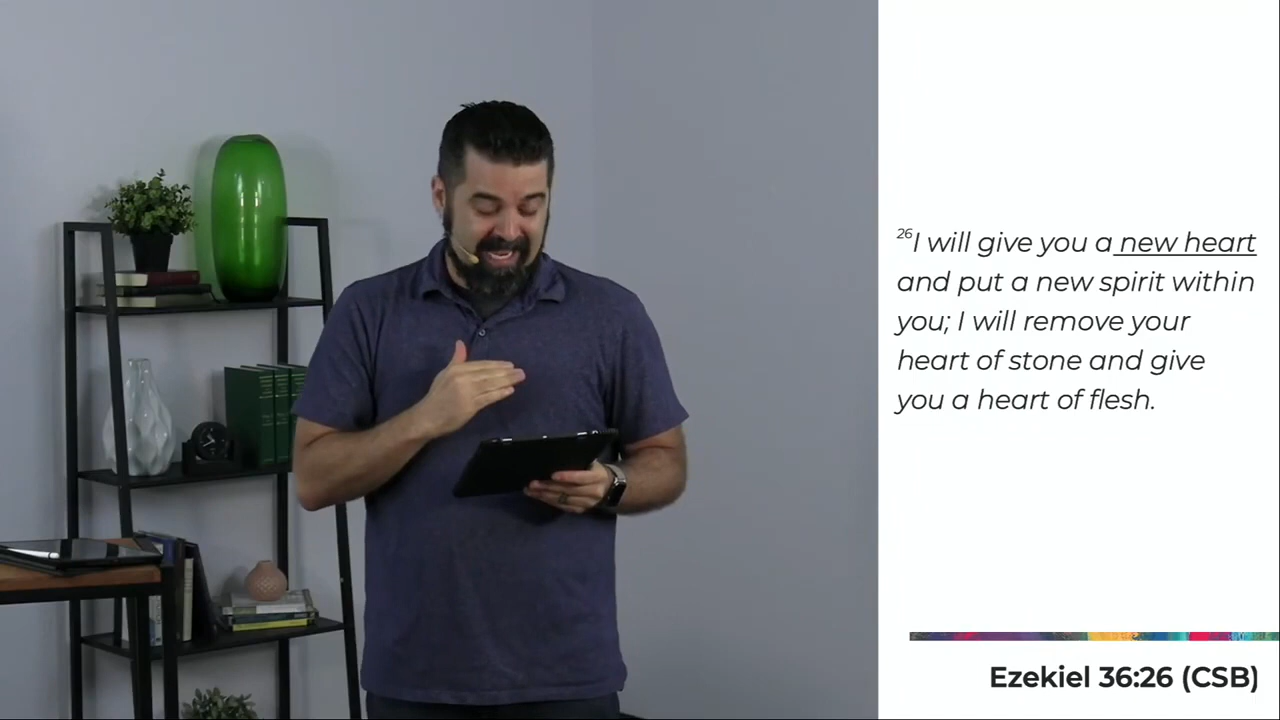 26I will give you a new heart
and put a new spirit within
you; I will remove your
heart of stone and give
you a heart of flesh.
Ezekiel 36:26 (CSB)